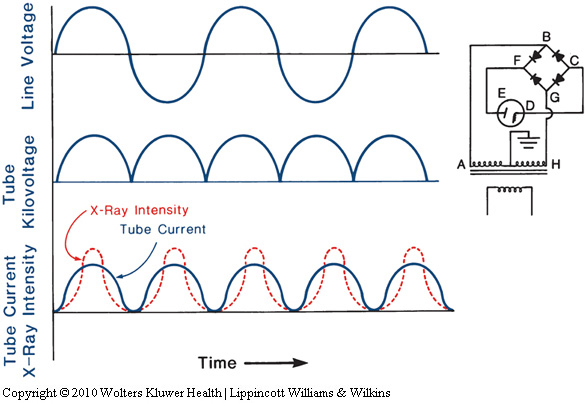 Line Voltage
Tube
Kilovoltage
Tube Current
X-Ray Intensity
X-Ray Intensity
Tube Current
Time
B
F
C
E
D
G
A
H
Copyright © 2010 Wolters Kluwer Health | Lippincott Williams & Wilkins